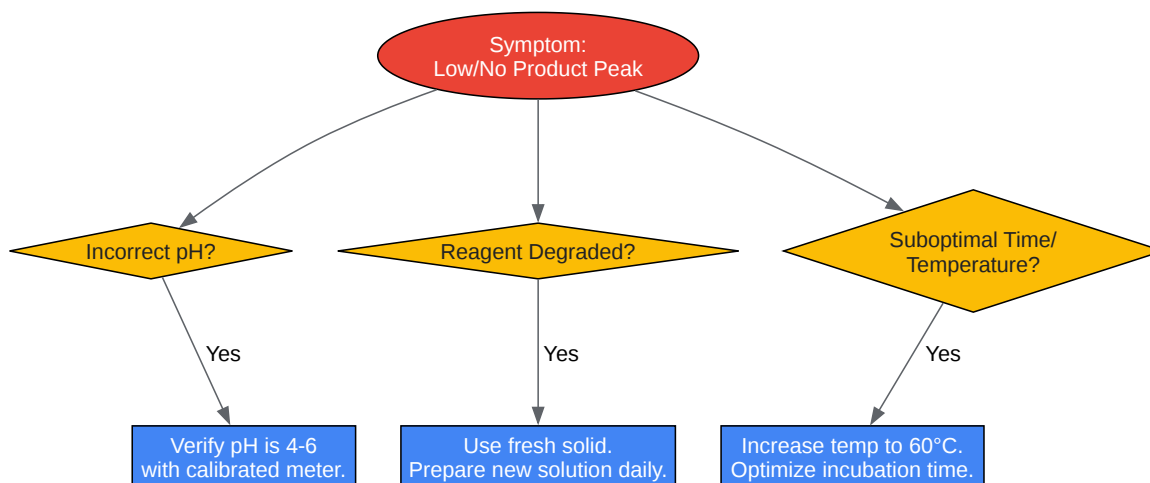 Symptom:
Low/No Product Peak
Incorrect pH?
Reagent Degraded?
Suboptimal Time/
Temperature?
Yes
Yes
Yes
Verify pH is 4-6
with calibrated meter.
Use fresh solid.
Prepare new solution daily.
Increase temp to 60°C.
Optimize incubation time.